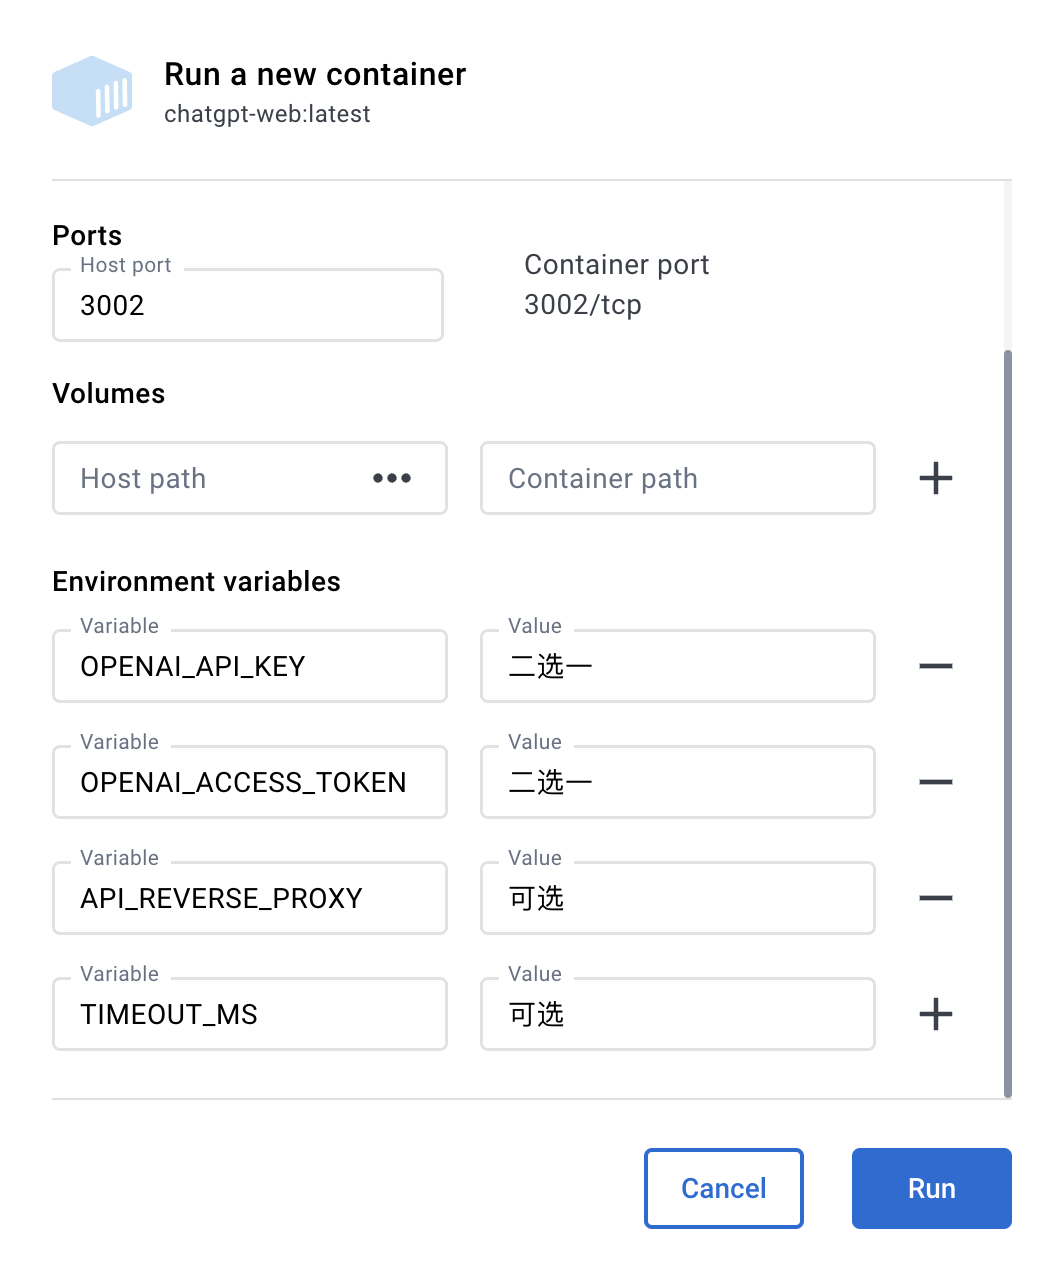 Run a new container
chatgpt-web:latest
Ports
Host port
3002
Container port
3002/tcp
Volumes
Host path
Container path
Environment variables
Variable
OPENAI_API_KEY
Value
二选一
Variable
OPENAI_ACCESS_TOKEN
Value
二选一
Variable
API_REVERSE_PROXY
Value
可选
Variable
TIMEOUT_MS
Value
可选
Cancel
Run